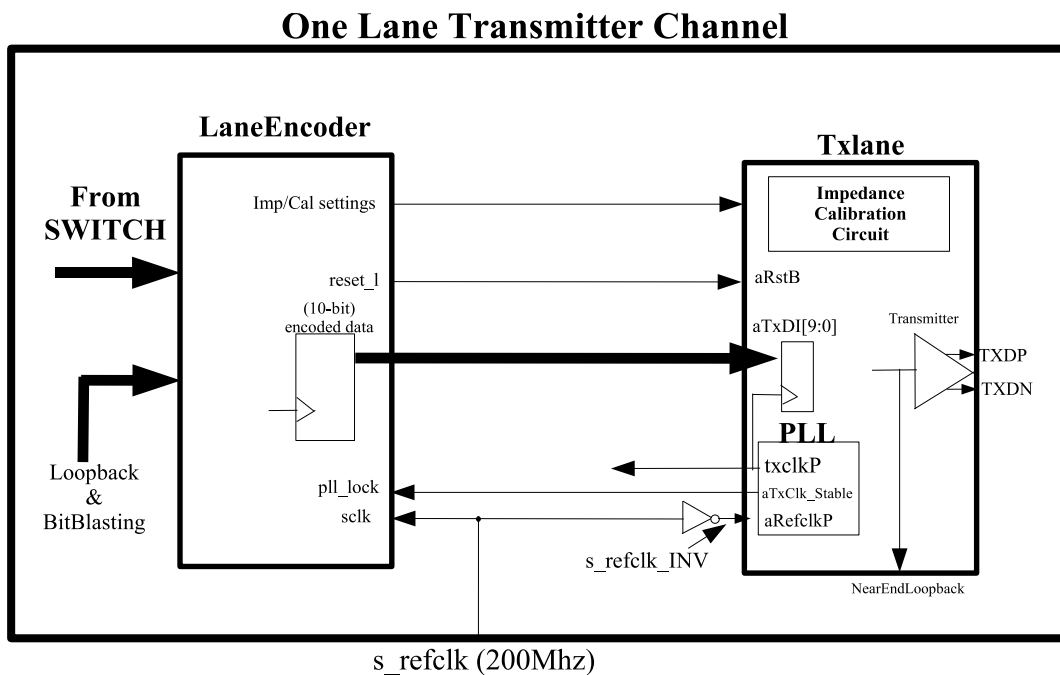 One Lane Transmitter Channel
LaneEncoder
Txlane
From
SWITCH
Imp/Cal settings
Impedance
Calibration
Circuit
reset_l
aRstB
(10-bit)
encoded data
aTxDI[9:0]
Transmitter
TXDP
TXDN
PLL
txclkP
Loopback
&
BitBlasting
pll_lock
aTxClk_Stable
sclk
aRefclkP
s_refclk_INV
NearEndLoopback
s_refclk (200Mhz)